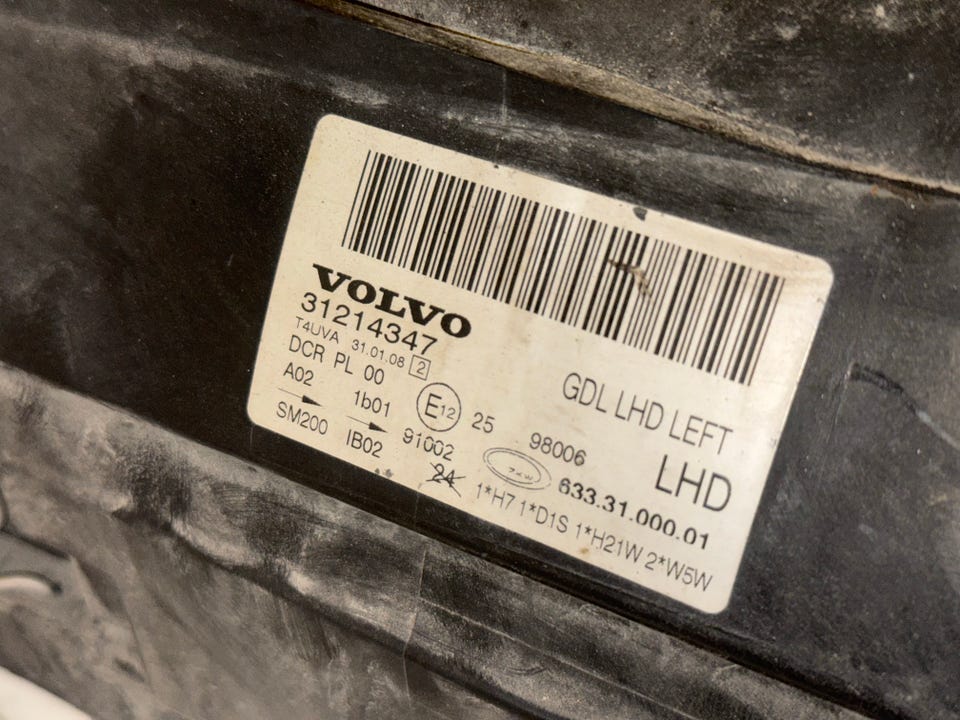 VOLVO
31214347
T4UVA 31.01.08 2
DCR PL 00
A02 1b01 E12 25 98006
SM200 IB02 91002
24
GDL LHD LEFT
LHD
ZKW 633.31.000.01
1*H7 1*D1S 1*H21W 2*W5W